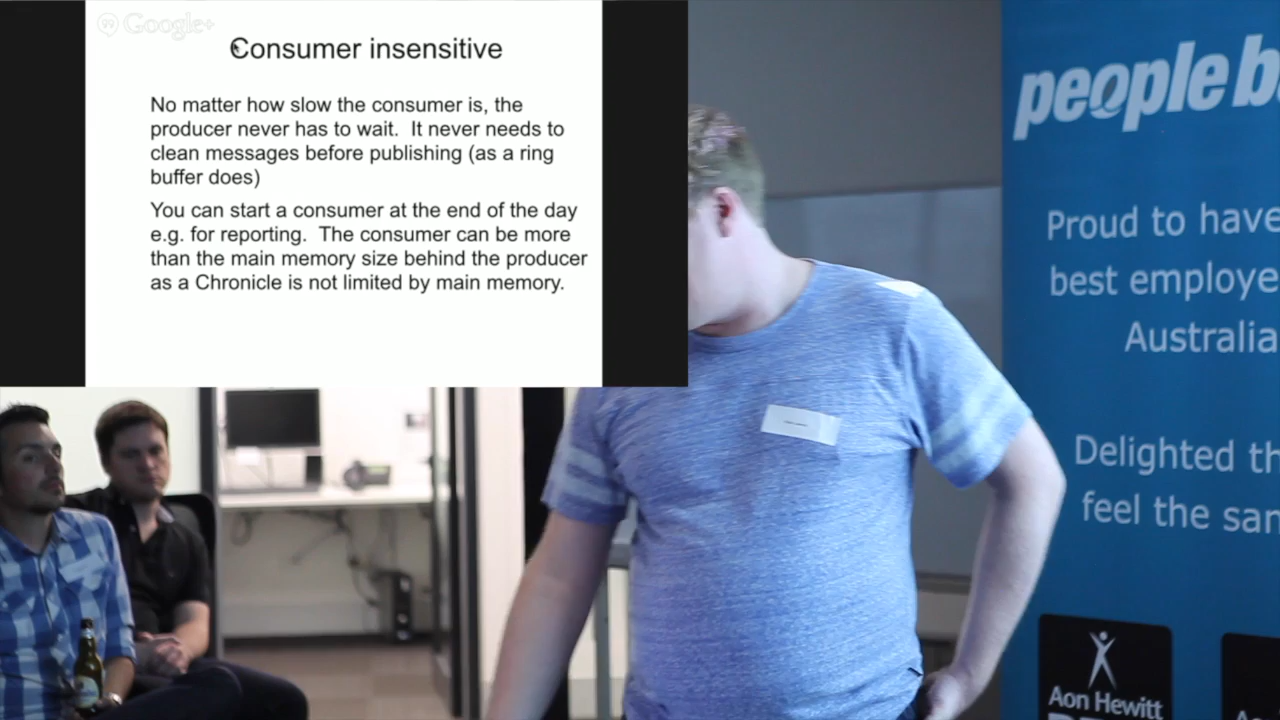 Google+
Consumer insensitive
No matter how slow the consumer is, the
producer never has to wait.  It never needs to
clean messages before publishing (as a ring
buffer does)
You can start a consumer at the end of the day
e.g. for reporting.  The consumer can be more
than the main memory size behind the producer
as a Chronicle is not limited by main memory.
people
Proud to have
best employe
Australia
Delighted th
feel the sa
Aon Hewitt